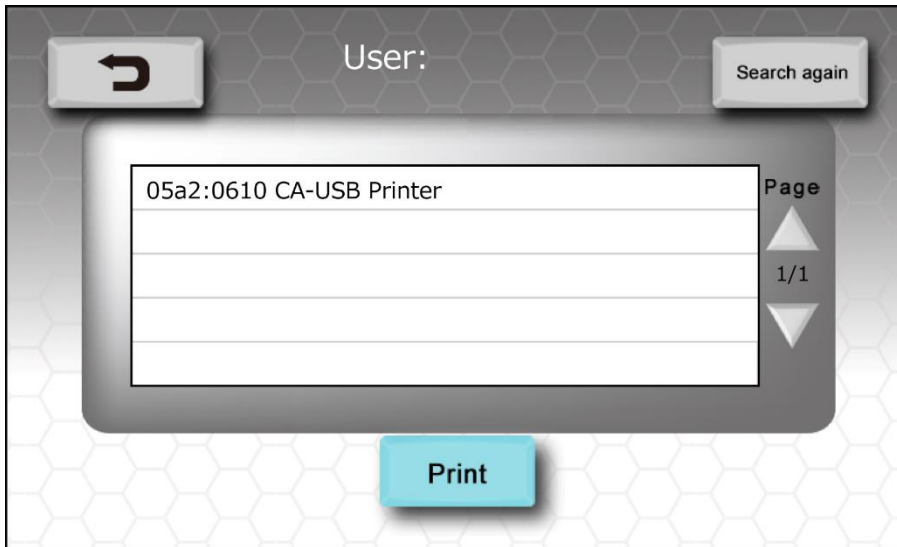 User:
Search again
05a2:0610 CA-USB Printer
Page
1/1
Print